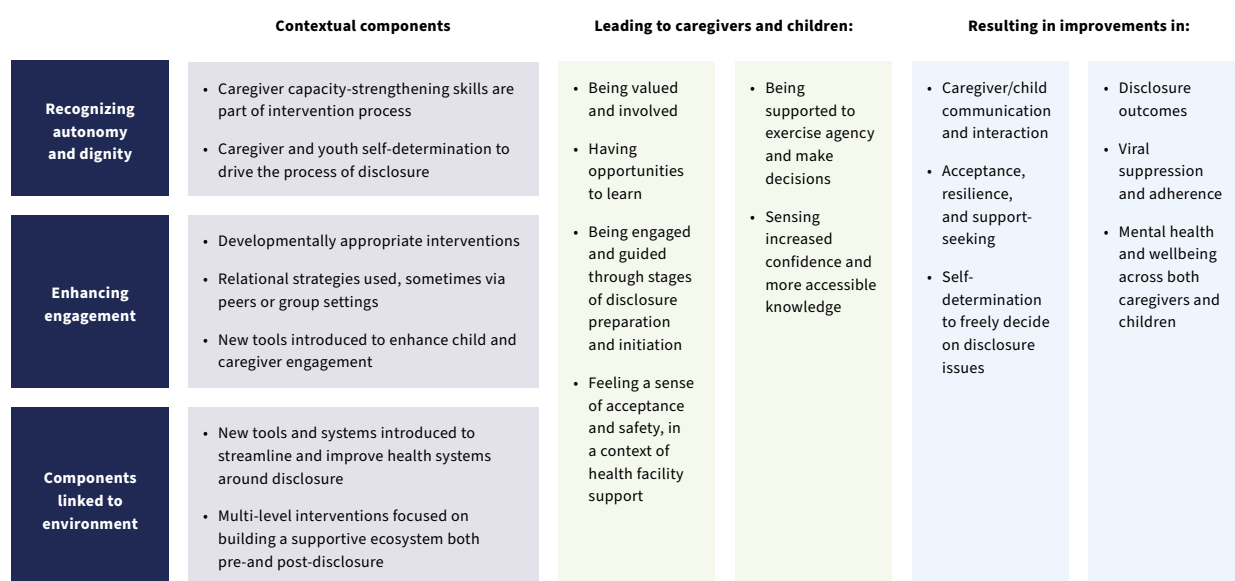 Contextual components
Leading to caregivers and children:
Resulting in improvements in:
Recognizing
autonomy
and dignity
• Caregiver capacity-strengthening skills are
part of intervention process
• Caregiver and youth self-determination to
drive the process of disclosure
Enhancing
engagement
• Developmentally appropriate interventions
• Relational strategies used, sometimes via
peers or group settings
• New tools introduced to enhance child and
caregiver engagement
Components
linked to
environment
• New tools and systems introduced to
streamline and improve health systems
around disclosure
• Multi-level interventions focused on
building a supportive ecosystem both
pre-and post-disclosure
• Being valued
and involved
• Having
opportunities
to learn
• Being engaged
and guided
through stages
of disclosure
preparation
and initiation
• Feeling a sense
of acceptance
and safety, in
a context of
health facility
support
• Being
supported to
exercise agency
and make
decisions
• Sensing
increased
confidence and
more accessible
knowledge
• Caregiver/child
communication
and interaction
• Acceptance,
resilience,
and support-
seeking
• Self-
determination
to freely decide
on disclosure
issues
• Disclosure
outcomes
• Viral
suppression
and adherence
• Mental health
and wellbeing
across both
caregivers and
children